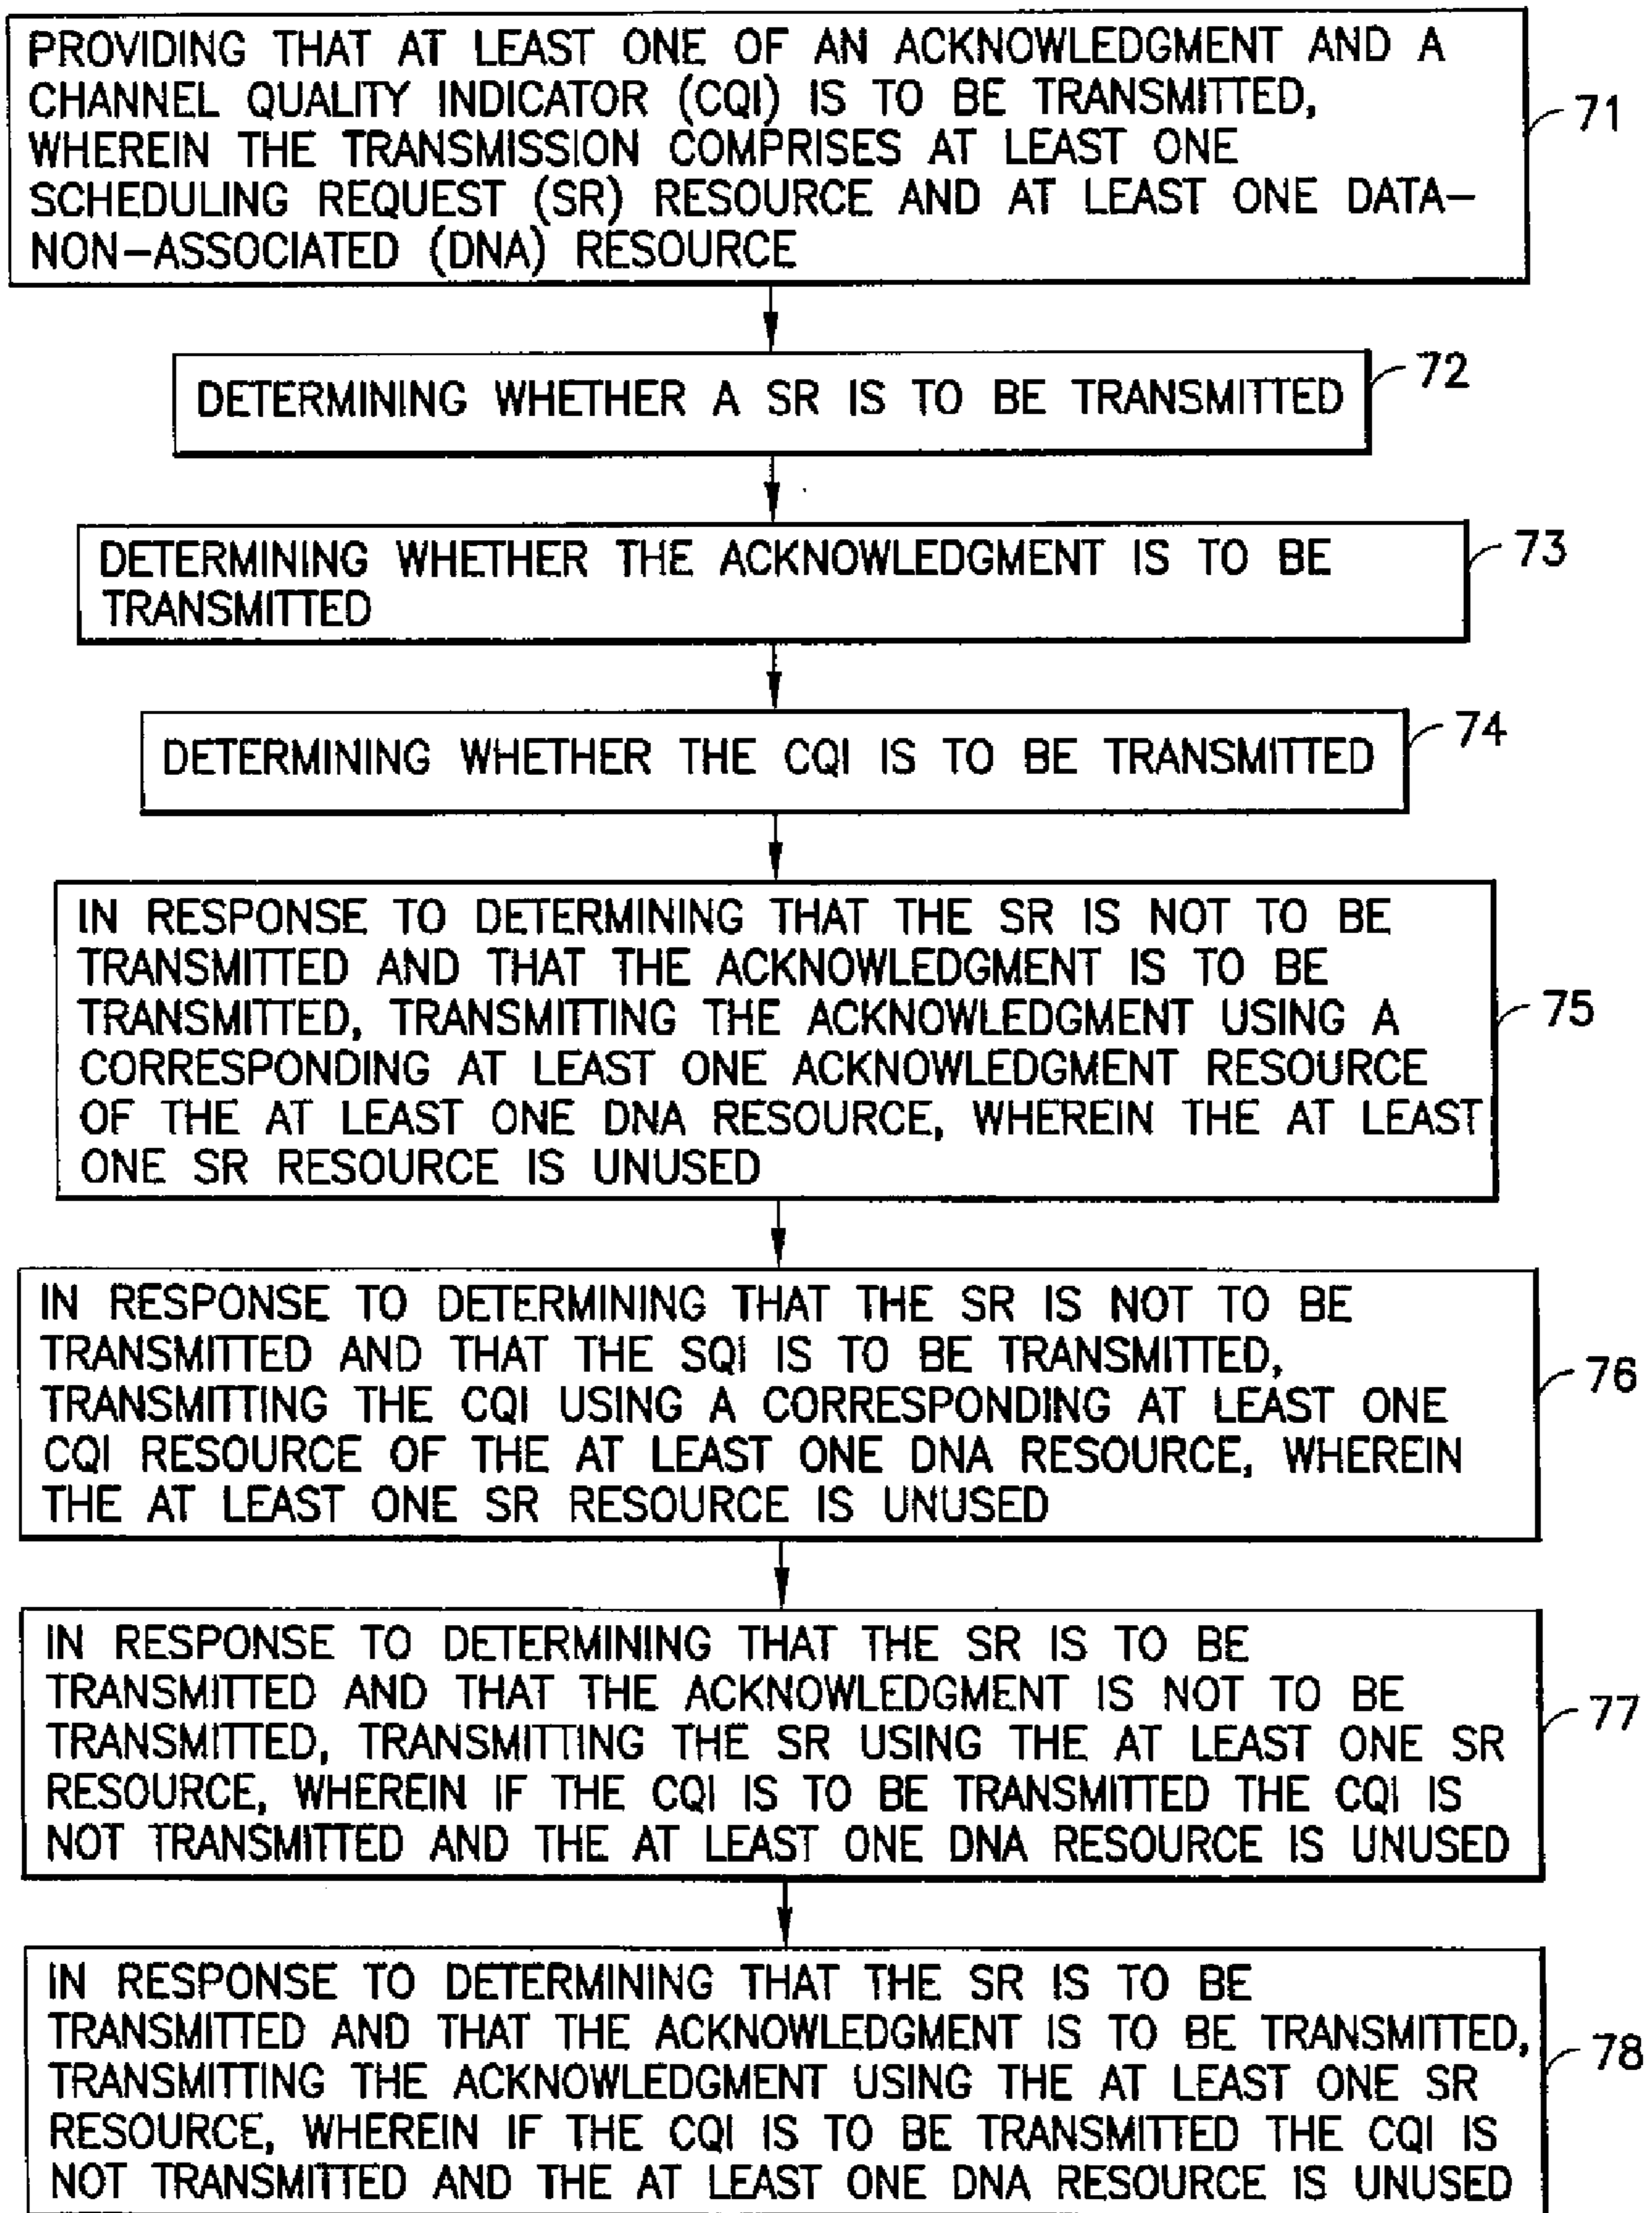 PROVIDING THAT AT LEAST ONE OF AN ACKNOWLEDGMENT AND A
CHANNEL QUALITY INDICATOR (CQI) IS TO BE TRANSMITTED,
WHEREIN THE TRANSMISSION COMPRISES AT LEAST ONE
SCHEDULING REQUEST (SR) RESOURCE AND AT LEAST ONE DATA-
NON-ASSOCIATED (DNA) RESOURCE
71
DETERMINING WHETHER A SR IS TO BE TRANSMITTED
72
DETERMINING WHETHER THE ACKNOWLEDGMENT IS TO BE
TRANSMITTED
73
DETERMINING WHETHER THE CQI IS TO BE TRANSMITTED
74
IN RESPONSE TO DETERMINING THAT THE SR IS NOT TO BE
TRANSMITTED AND THAT THE ACKNOWLEDGMENT IS TO BE
TRANSMITTED, TRANSMITTING THE ACKNOWLEDGMENT USING A
CORRESPONDING AT LEAST ONE ACKNOWLEDGMENT RESOURCE
OF THE AT LEAST ONE DNA RESOURCE, WHEREIN THE AT LEAST
ONE SR RESOURCE IS UNUSED
75
IN RESPONSE TO DETERMINING THAT THE SR IS NOT TO BE
TRANSMITTED AND THAT THE SQI IS TO BE TRANSMITTED,
TRANSMITTING THE CQI USING A CORRESPONDING AT LEAST ONE
CQI RESOURCE OF THE AT LEAST ONE DNA RESOURCE, WHEREIN
THE AT LEAST ONE SR RESOURCE IS UNUSED
76
IN RESPONSE TO DETERMINING THAT THE SR IS TO BE
TRANSMITTED AND THAT THE ACKNOWLEDGMENT IS NOT TO BE
TRANSMITTED, TRANSMITTING THE SR USING THE AT LEAST ONE SR
RESOURCE, WHEREIN IF THE CQI IS TO BE TRANSMITTED THE CQI IS
NOT TRANSMITTED AND THE AT LEAST ONE DNA RESOURCE IS UNUSED
77
IN RESPONSE TO DETERMINING THAT THE SR IS TO BE
TRANSMITTED AND THAT THE ACKNOWLEDGMENT IS TO BE TRANSMITTED,
TRANSMITTING THE ACKNOWLEDGMENT USING THE AT LEAST ONE SR
RESOURCE, WHEREIN IF THE CQI IS TO BE TRANSMITTED THE CQI IS
NOT TRANSMITTED AND THE AT LEAST ONE DNA RESOURCE IS UNUSED
78